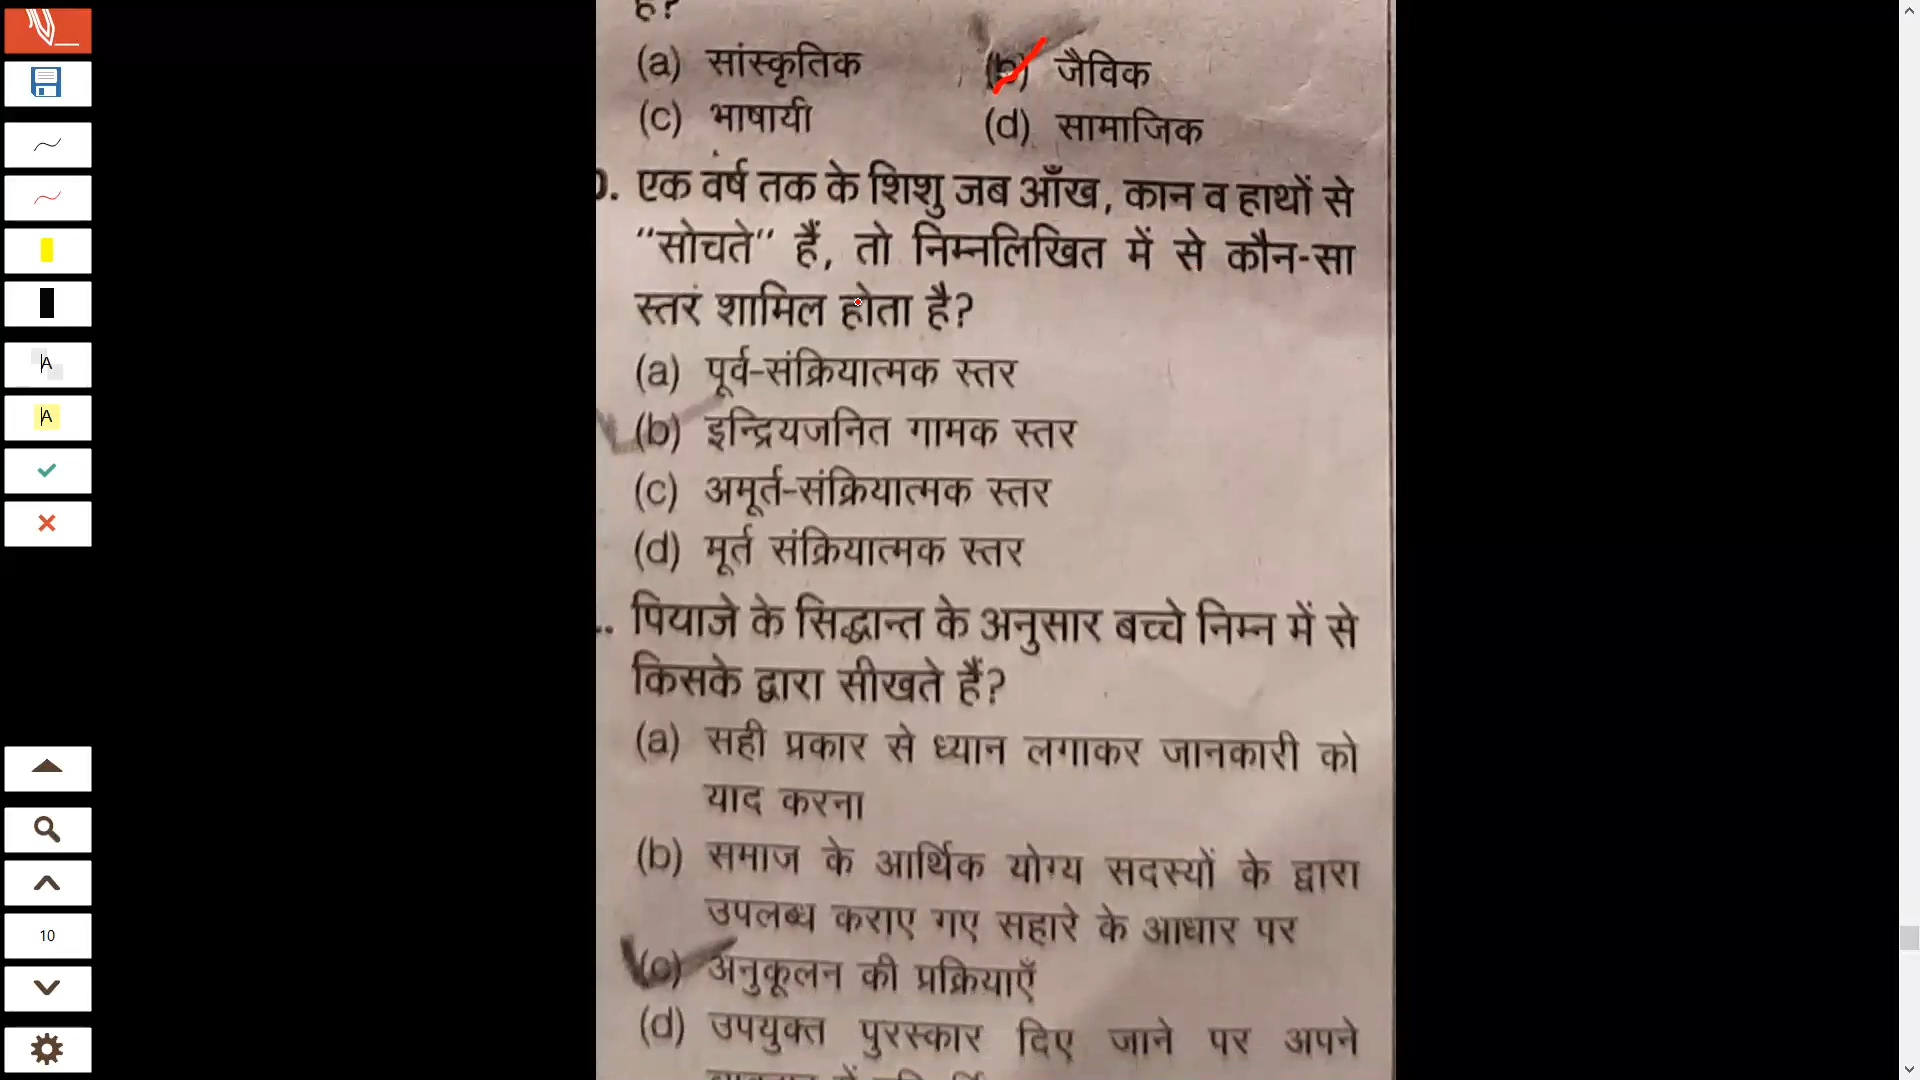 है?
(a) सांस्कृतिक (b) जैविक
(c) भाषायी (d) सामाजिक
एक वर्ष तक के शिशु जब आँख, कान व हाथों से
“सोचते” हैं, तो निम्नलिखित में से कौन-सा
स्तर शामिल होता है?
(a) पूर्व-संक्रियात्मक स्तर
(b) इन्द्रियजनित गामक स्तर
(c) अमूर्त-संक्रियात्मक स्तर
(d) मूर्त संक्रियात्मक स्तर
पियाजे के सिद्धान्त के अनुसार बच्चे निम्न में से
किसके द्वारा सीखते हैं?
(a) सही प्रकार से ध्यान लगाकर जानकारी को
याद करना
(b) समाज के आर्थिक योग्य सदस्यों के द्वारा
उपलब्ध कराए गए सहारे के आधार पर
(c) अनुकूलन की प्रक्रियाएँ
(d) उपयुक्त पुरस्कार दिए जाने पर अपने
A
A
10